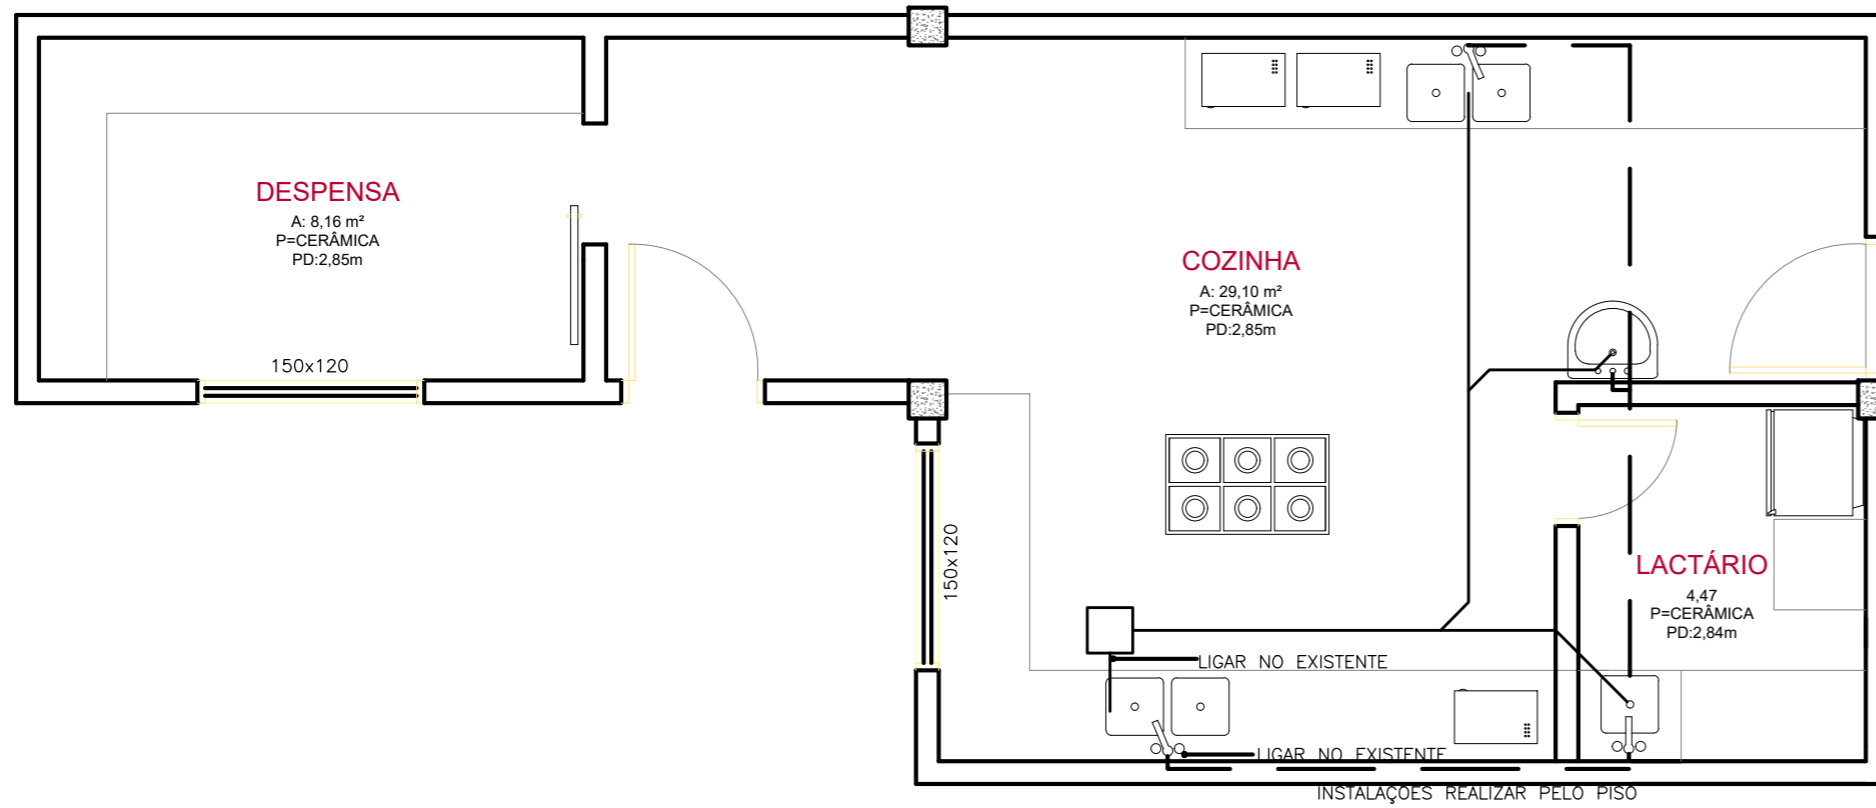 DESPENSA
A: 8,16 m²
P=CERÂMICA
PD:2,85m
150x120
COZINHA
A: 29,10 m²
P=CERÂMICA
PD:2,85m
150x120
LACTÁRIO
4,47
P=CERÂMICA
PD:2,84m
LIGAR NO EXISTENTE
LIGAR NO EXISTENTE
INSTALAÇÕES REALIZAR PELO PISO